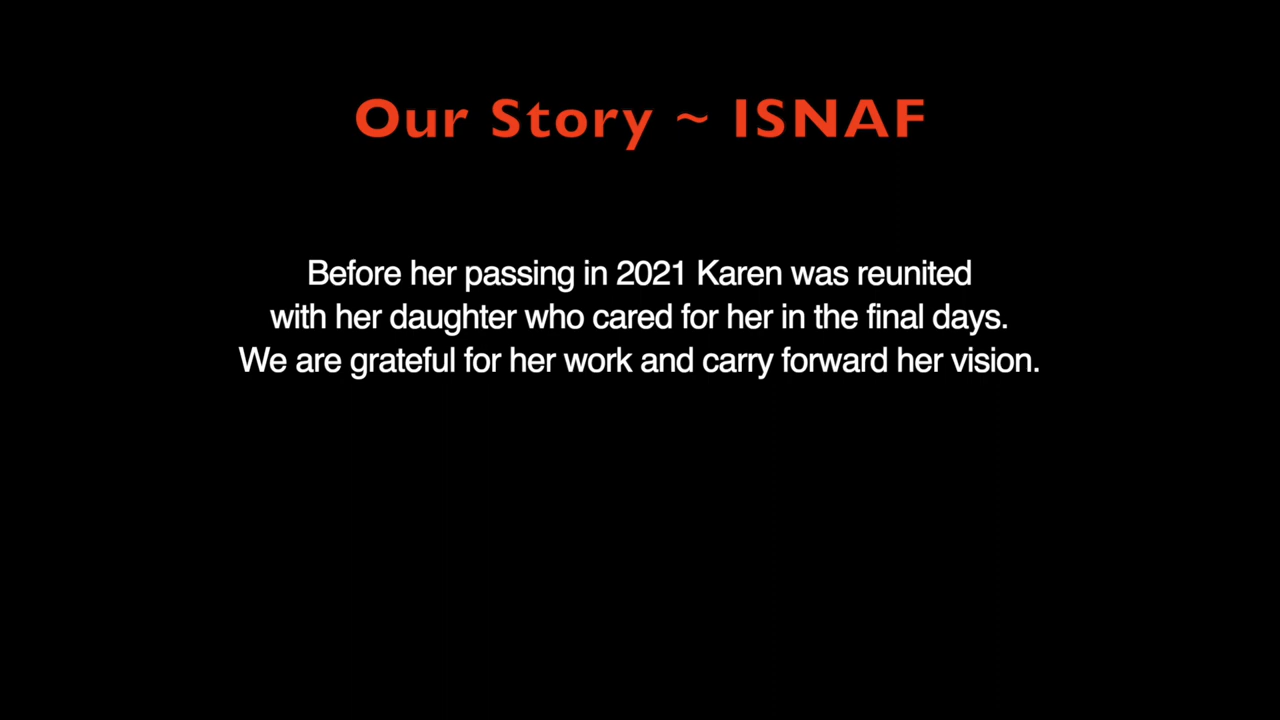 Our Story ~ ISNAF
Before her passing in 2021 Karen was reunited
with her daughter who cared for her in the final days.
We are grateful for her work and carry forward her vision.